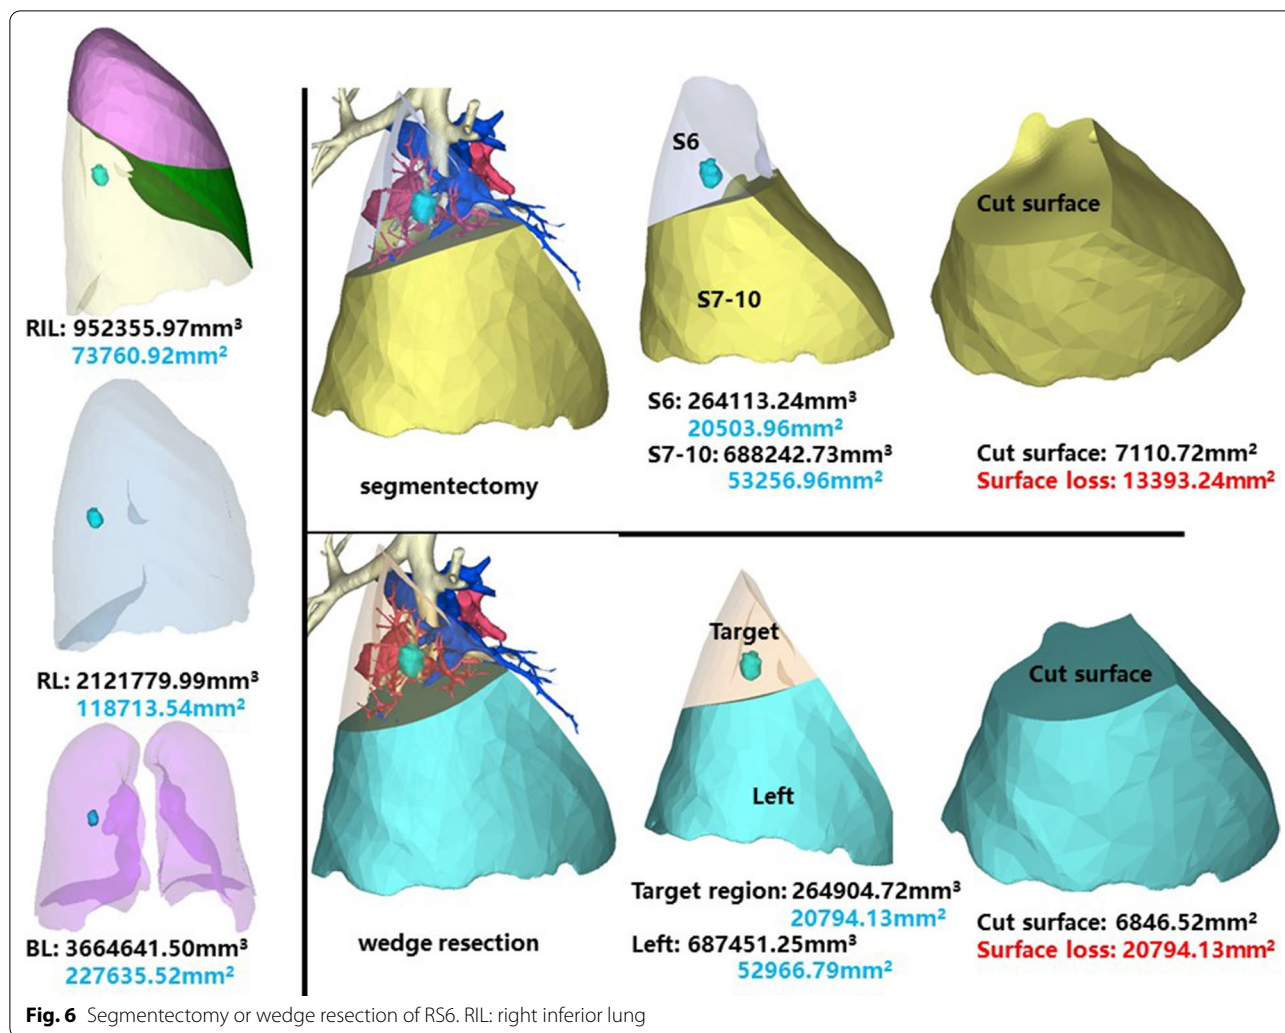 RIL: 952355.97mm³
73760.92mm²
RL: 2121779.99mm³
118713.54mm²
BL: 3664641.50mm³
227635.52mm²
segmentectomy
S6
S7-10
S6: 264113.24mm³
20503.96mm²
S7-10: 688242.73mm³
53256.96mm²
Cut surface
Cut surface: 7110.72mm²
Surface loss: 13393.24mm²
wedge resection
Target
Left
Target region: 264904.72mm³
20794.13mm²
Left: 687451.25mm³
52966.79mm²
Cut surface
Cut surface: 6846.52mm²
Surface loss: 20794.13mm²
Fig. 6 Segmentectomy or wedge resection of RS6. RIL: right inferior lung